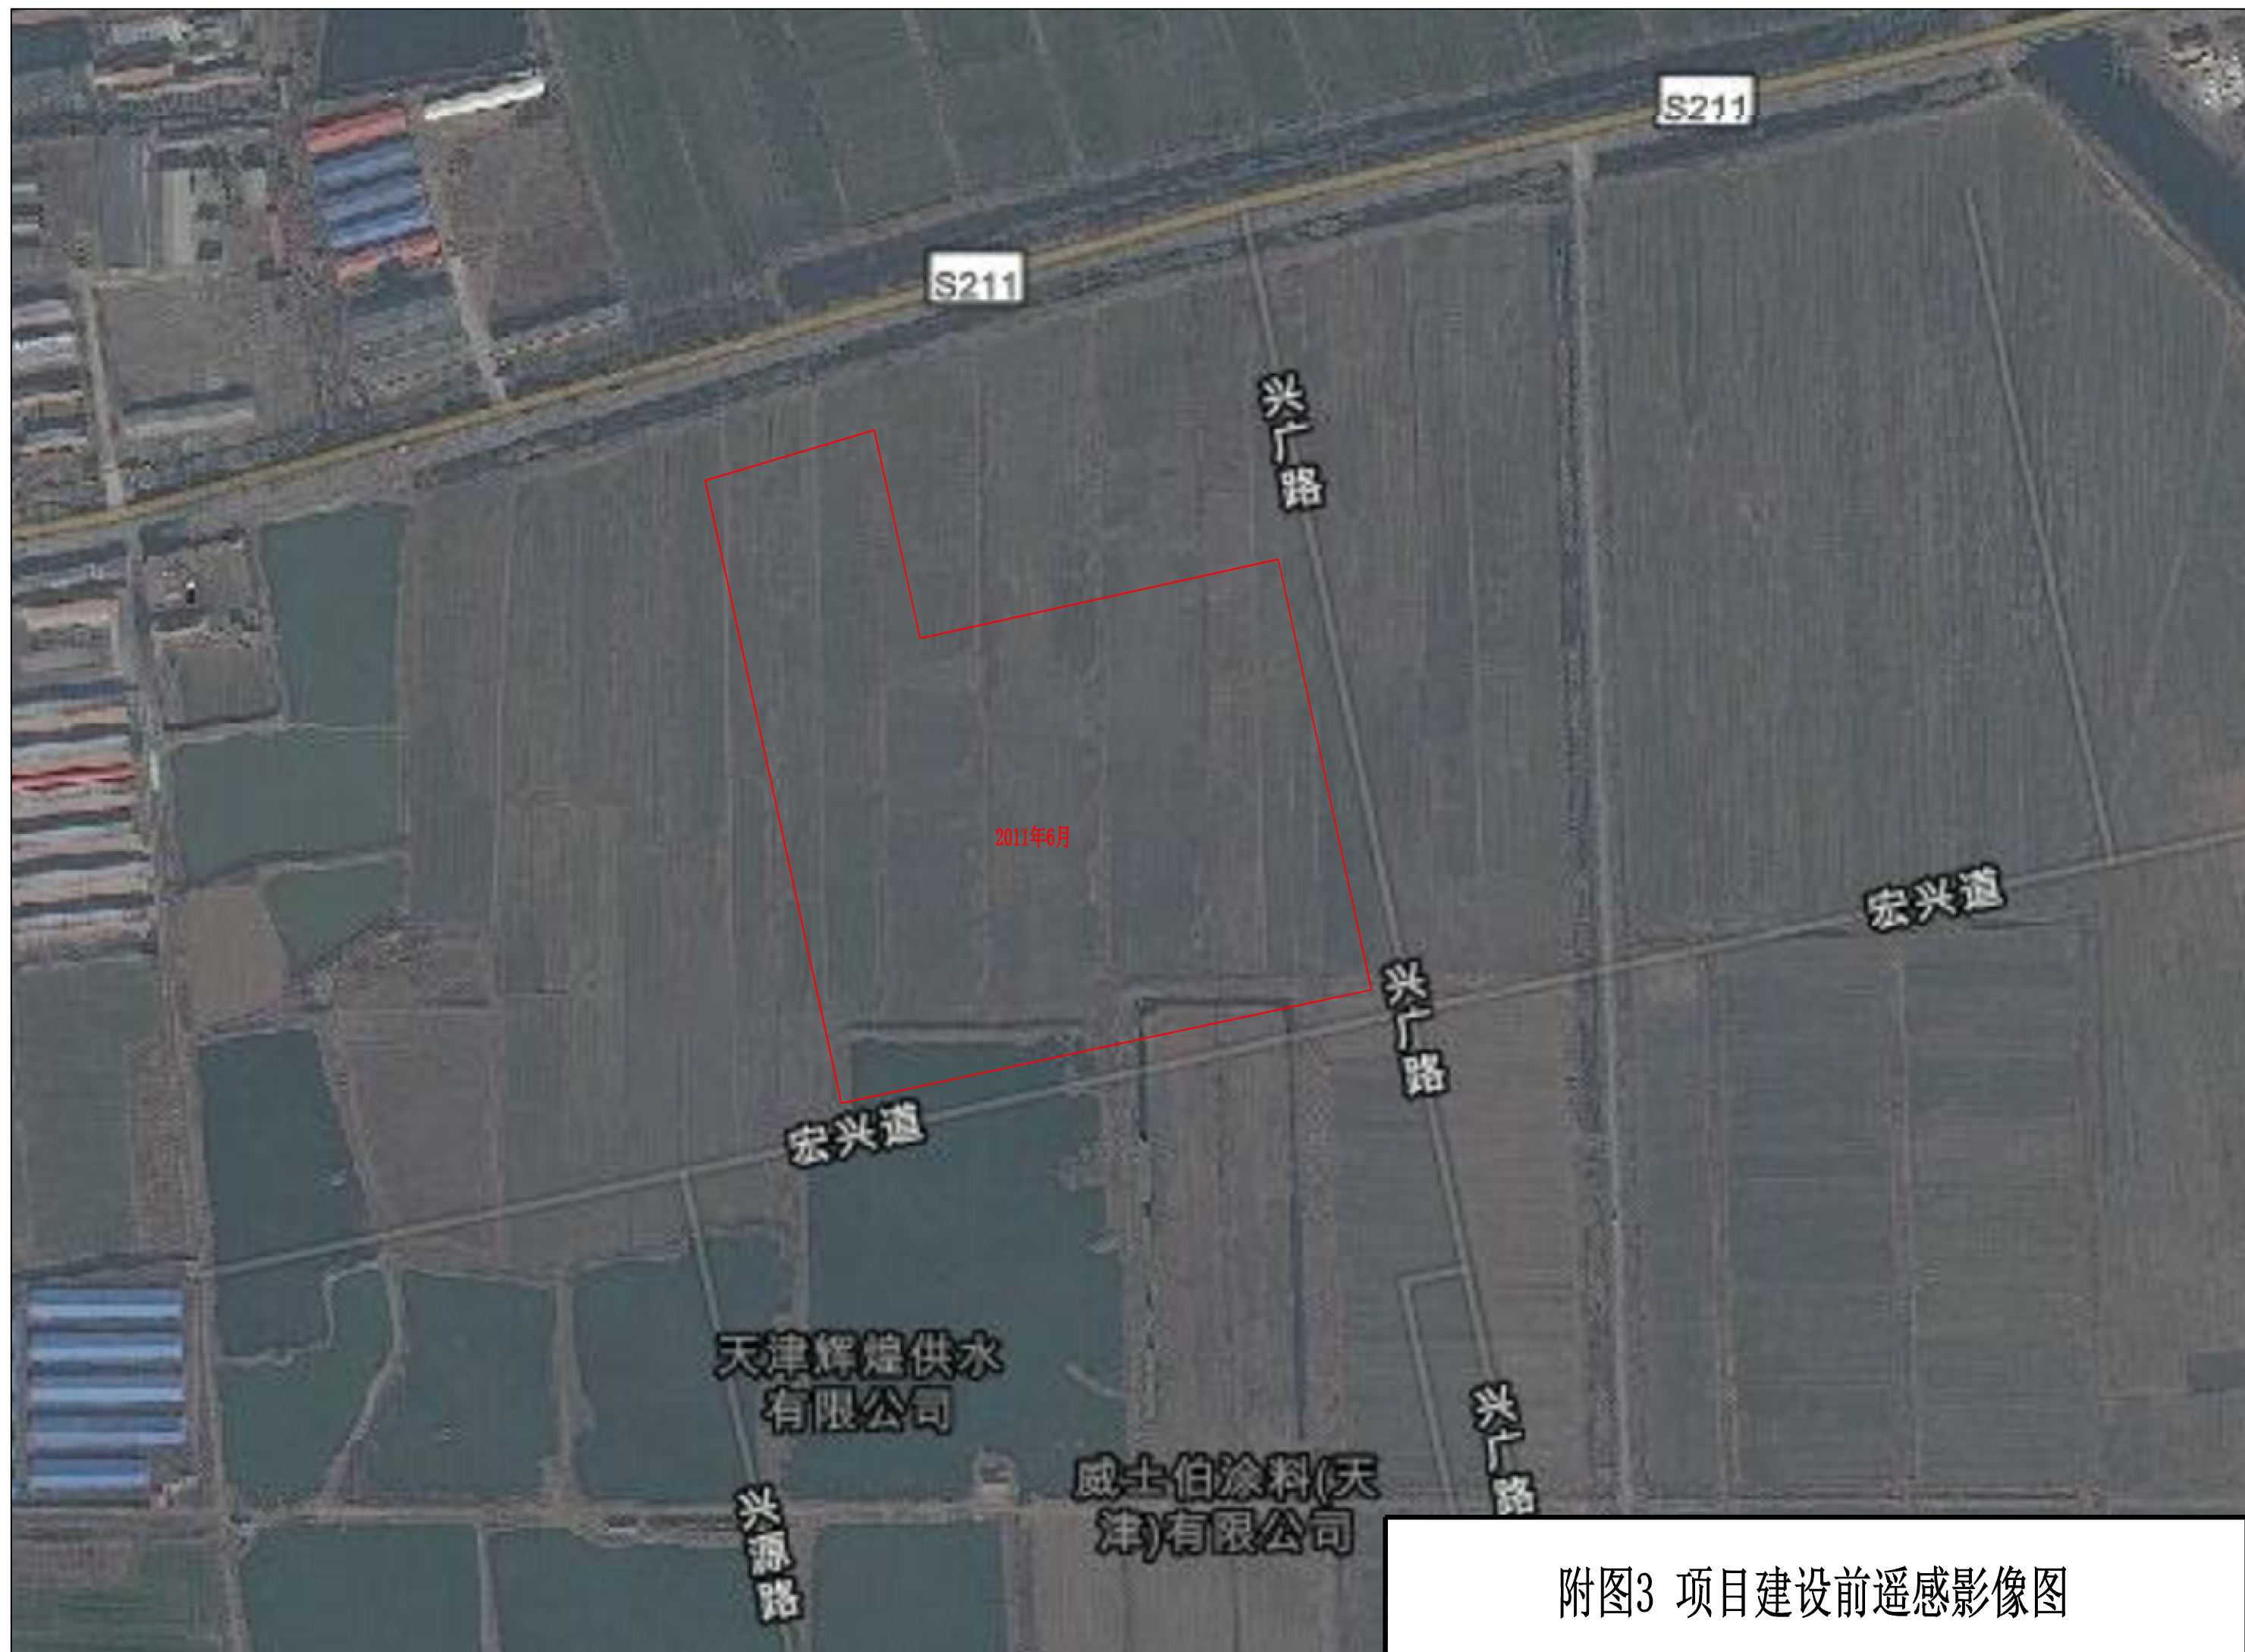 S211
S211
兴广路
2011年6月
宏兴道
兴广路
宏兴道
天津辉煌供水
有限公司
兴广路
威士伯涂料(天
津)有限公司
兴源路
附图3 项目建设前遥感影像图